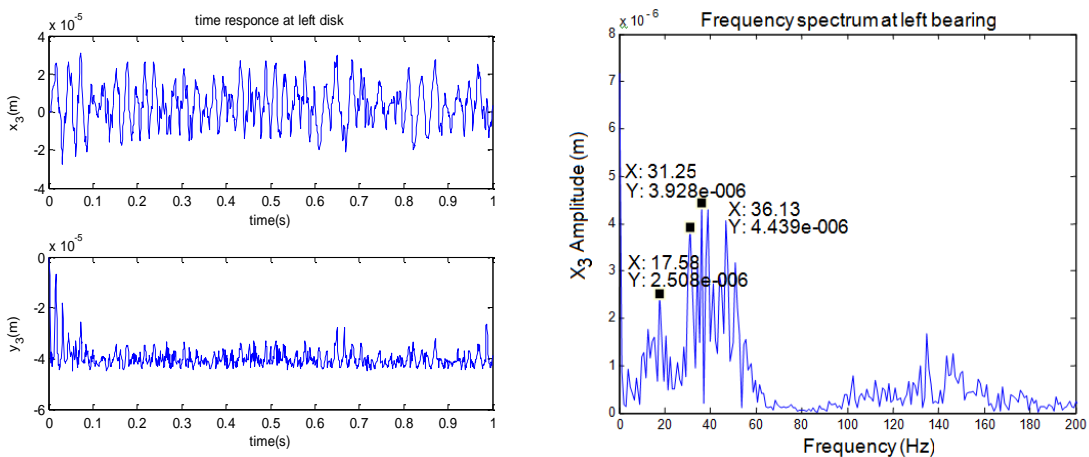 time responce at left disk
x 10-5
4
2
0
-2
-4
x3(m)
0 0.1 0.2 0.3 0.4 0.5 0.6 0.7 0.8 0.9 1
time(s)
x 10-5
0
-2
-4
-6
y3(m)
0 0.1 0.2 0.3 0.4 0.5 0.6 0.7 0.8 0.9 1
time(s)
Frequency spectrum at left bearing
x 10-6
8
7
6
5
4
3
2
1
0
X3 Amplitude (m)
X: 31.25
Y: 3.928e-006
X: 36.13
Y: 4.439e-006
X: 17.58
Y: 2.508e-006
0 20 40 60 80 100 120 140 160 180 200
Frequency (Hz)